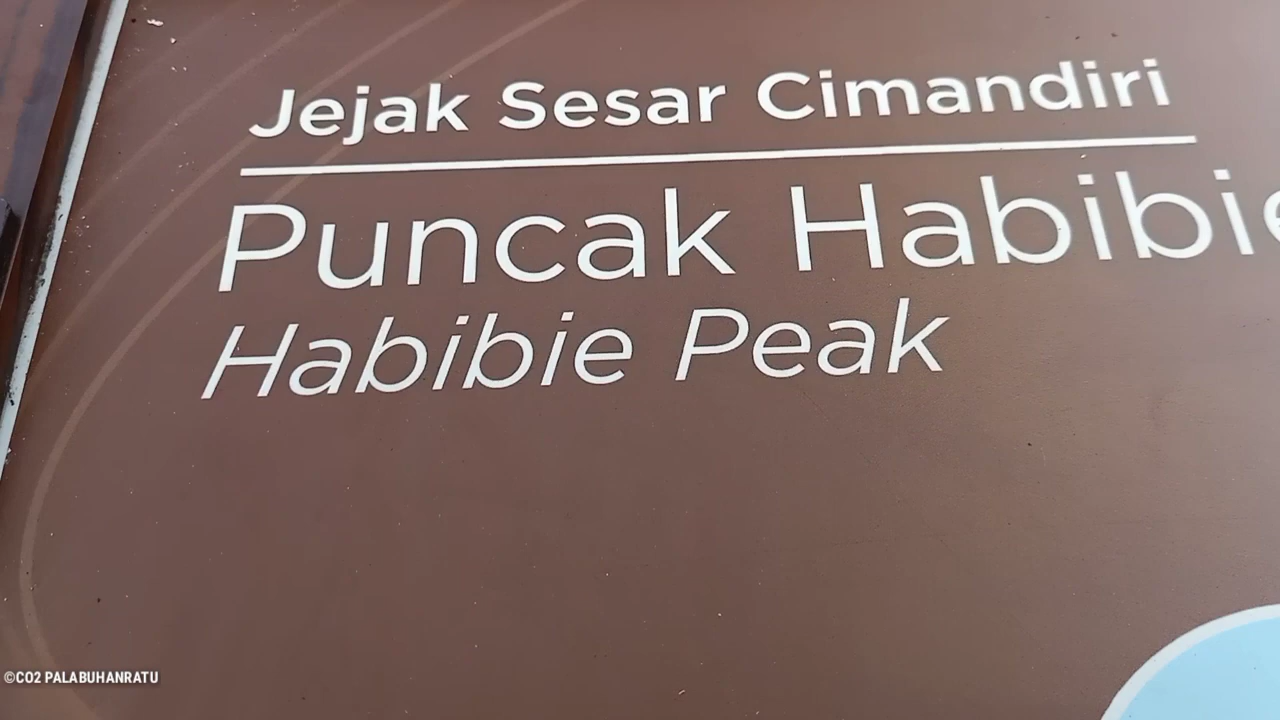 Jejak Sesar Cimandiri
Puncak Habibie
Habibie Peak
©CO2 PALABUHANRATU